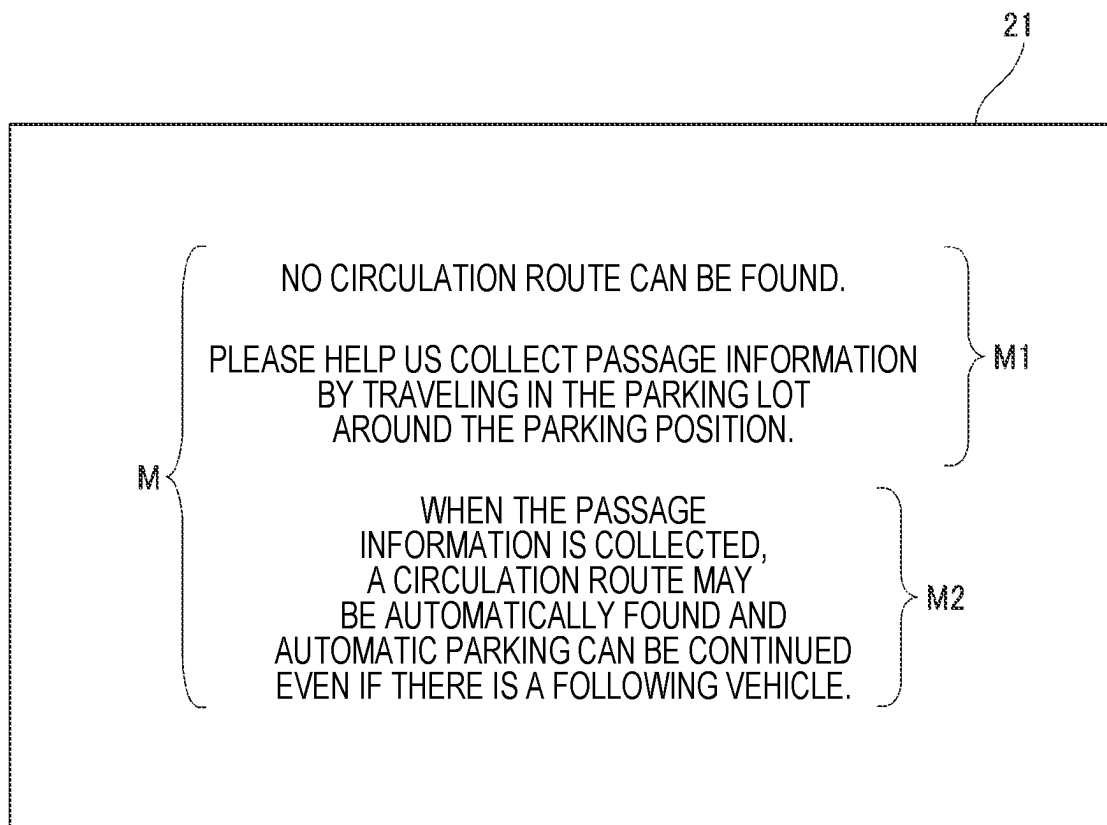 21
NO CIRCULATION ROUTE CAN BE FOUND.
PLEASE HELP US COLLECT PASSAGE INFORMATION
BY TRAVELING IN THE PARKING LOT
AROUND THE PARKING POSITION.
M1
M
WHEN THE PASSAGE
INFORMATION IS COLLECTED,
A CIRCULATION ROUTE MAY
BE AUTOMATICALLY FOUND AND
AUTOMATIC PARKING CAN BE CONTINUED
EVEN IF THERE IS A FOLLOWING VEHICLE.
M2